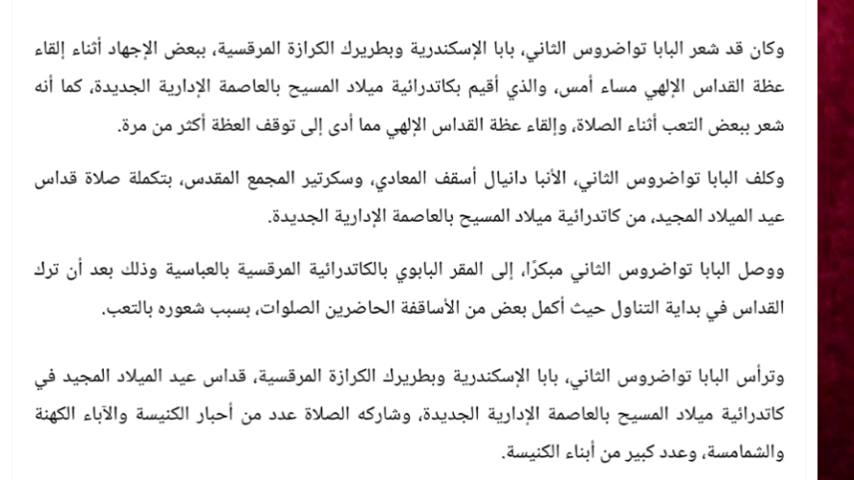 وكان قد شعر البابا تواضروس الثاني، بابا الإسكندرية وبطريرك الكرازة المرقسية، ببعض الإجهاد أثناء إلقاء
عظة القداس الإلهي مساء أمس، والذي أقيم بكاتدرائية ميلاد المسيح بالعاصمة الإدارية الجديدة، كما أنه
شعر ببعض التعب أثناء الصلاة، وإلقاء عظة القداس الإلهي مما أدى إلى توقف العظة أكثر من مرة.
وكلف البابا تواضروس الثاني، الأنبا دانيال أسقف المعادي، وسكرتير المجمع المقدس، بتكملة صلاة قداس
عيد الميلاد المجيد، من كاتدرائية ميلاد المسيح بالعاصمة الإدارية الجديدة.
ووصل البابا تواضروس الثاني مبكرًا، إلى المقر البابوي بالكاتدرائية المرقسية بالعباسية وذلك بعد أن ترك
القداس في بداية التناول حيث أكمل بعض من الأساقفة الحاضرين الصلوات، بسبب شعوره بالتعب.
وترأس البابا تواضروس الثاني، بابا الإسكندرية وبطريرك الكرازة المرقسية، قداس عيد الميلاد المجيد في
كاتدرائية ميلاد المسيح بالعاصمة الإدارية الجديدة، وشاركه الصلاة عدد من أحبار الكنيسة والآباء الكهنة
والشمامسة، وعدد كبير من أبناء الكنيسة.